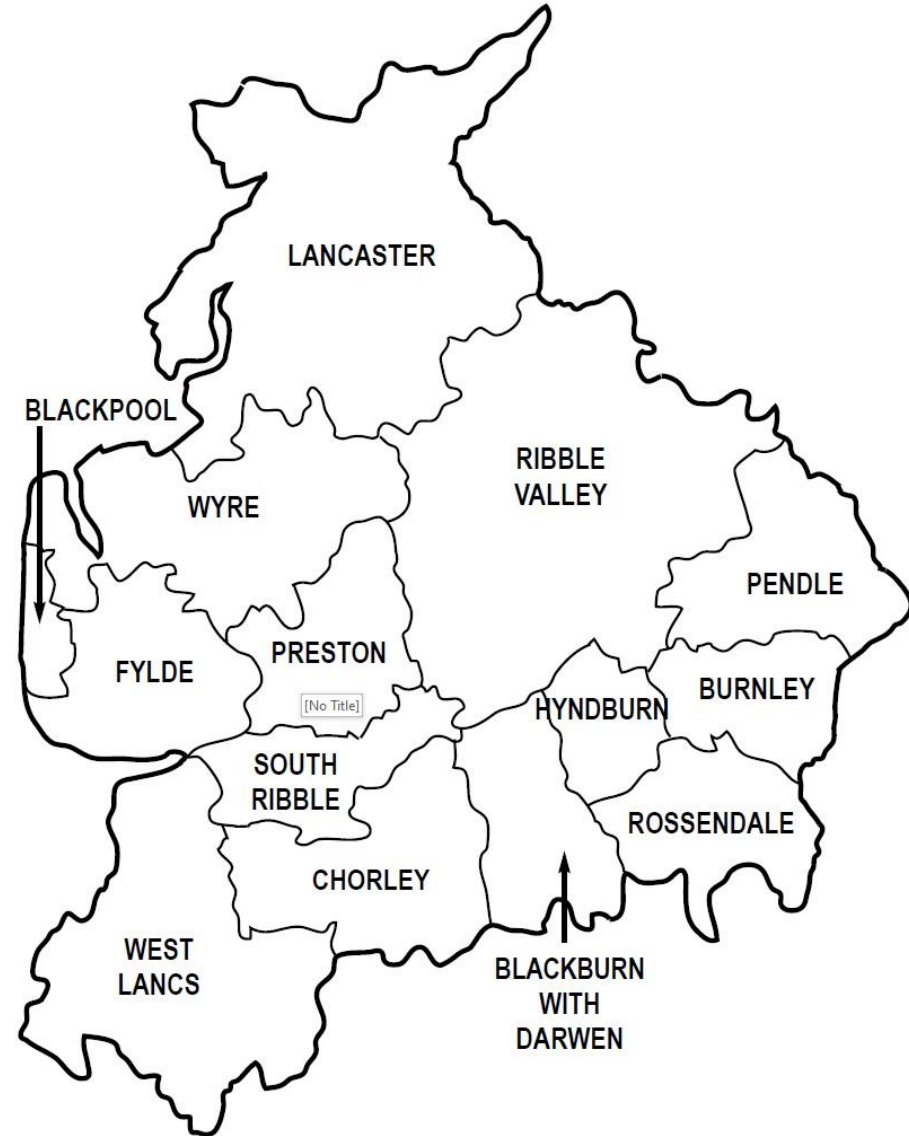 LANCASTER
BLACKPOOL
RIBBLE
VALLEY
WYRE
PENDLE
PRESTON
FYLDE
BURNLEY
[No Title]
HYNDBURN
SOUTH
RIBBLE
ROSSENDALE
CHORLEY
WEST
LANCS
BLACKBURN
WITH
DARWEN